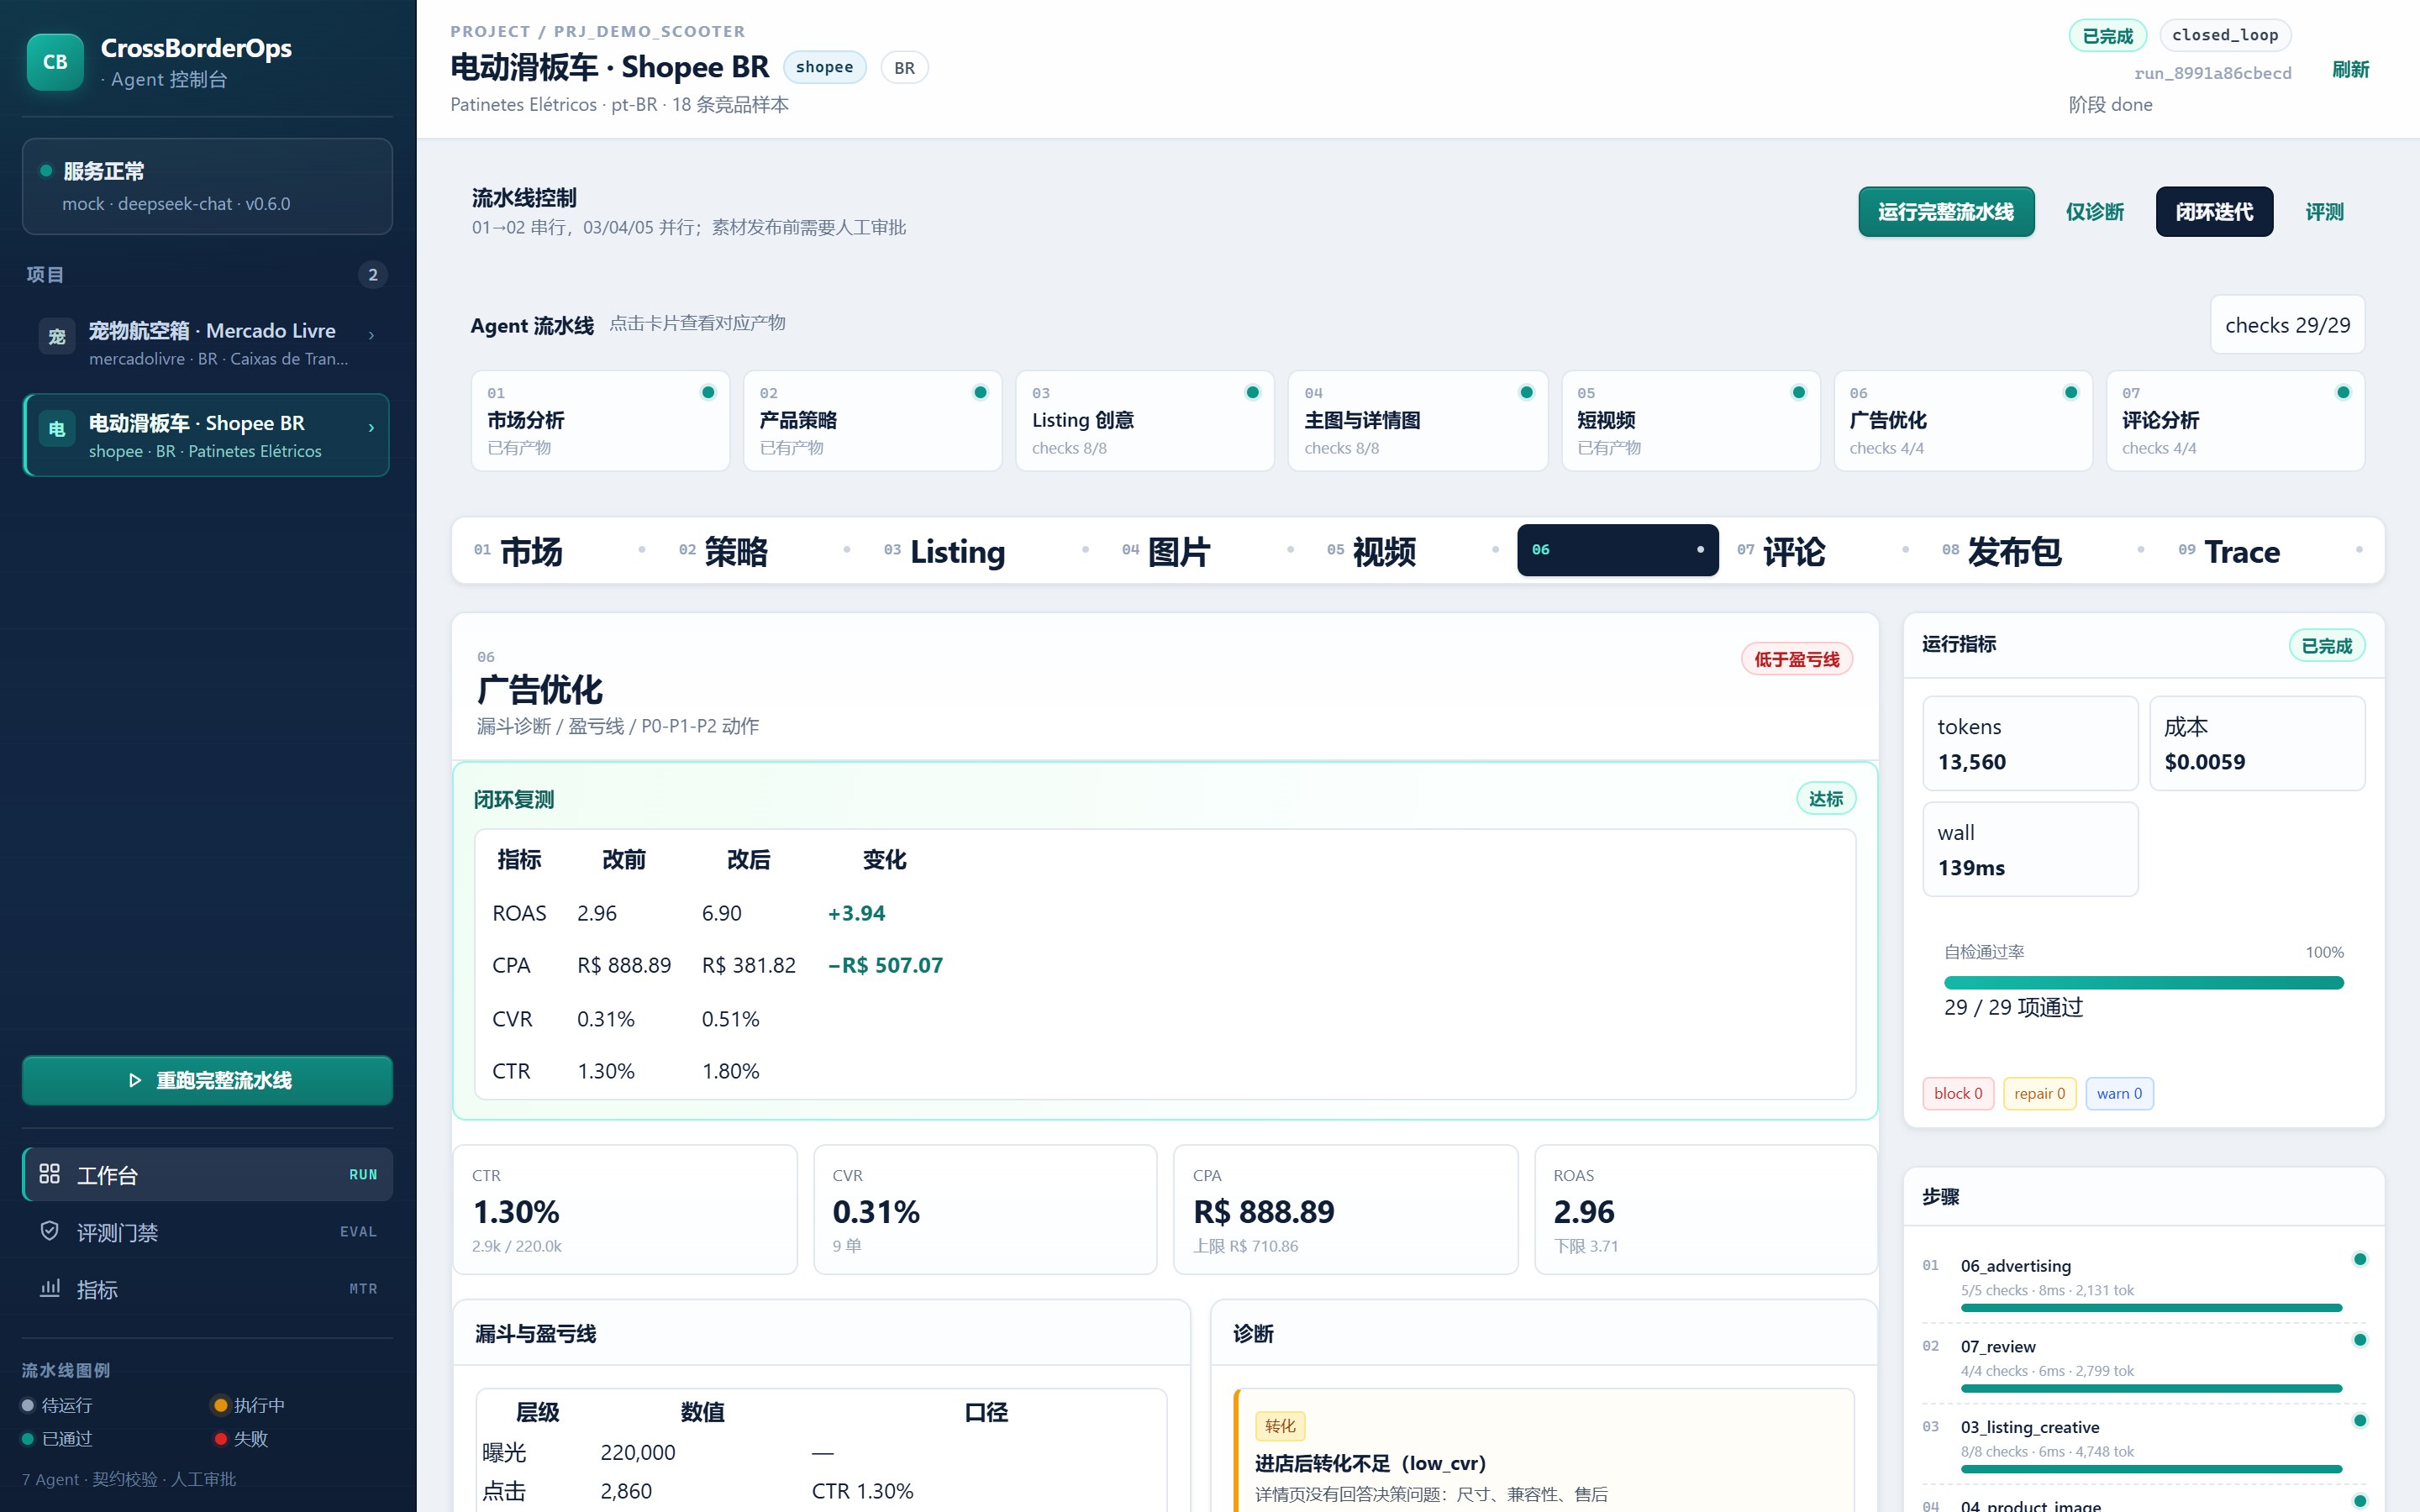 CB
CrossBorderOps
· Agent 控制台
服务正常
mock · deepseek-chat · v0.6.0
项目
2
宠
宠物航空箱 · Mercado Livre
mercadolivre · BR · Caixas de Tran...
电
电动滑板车 · Shopee BR
shopee · BR · Patinetes Elétricos
重跑完整流水线
工作台
RUN
评测门禁
EVAL
指标
MTR
流水线图例
待运行
执行中
已通过
失败
7 Agent · 契约校验 · 人工审批
PROJECT / PRJ_DEMO_SCOOTER
电动滑板车 · Shopee BR
shopee
BR
Patinetes Elétricos · pt-BR · 18 条竞品样本
已完成
closed_loop
run_8991a86cbecd
阶段 done
刷新
流水线控制
01→02 串行，03/04/05 并行；素材发布前需要人工审批
运行完整流水线
仅诊断
闭环迭代
评测
Agent 流水线
点击卡片查看对应产物
checks 29/29
01
市场分析
已有产物
02
产品策略
已有产物
03
Listing 创意
checks 8/8
04
主图与详情图
checks 8/8
05
短视频
已有产物
06
广告优化
checks 4/4
07
评论分析
checks 4/4
01 市场
02 策略
03 Listing
04 图片
05 视频
06
07 评论
08 发布包
09 Trace
06
广告优化
漏斗诊断 / 盈亏线 / P0-P1-P2 动作
低于盈亏线
闭环复测
达标
指标 改前 改后 变化
ROAS 2.96 6.90 +3.94
CPA R$ 888.89 R$ 381.82 −R$ 507.07
CVR 0.31% 0.51%
CTR 1.30% 1.80%
CTR
1.30%
2.9k / 220.0k
CVR
0.31%
9 单
CPA
R$ 888.89
上限 R$ 710.86
ROAS
2.96
下限 3.71
漏斗与盈亏线
层级 数值 口径
曝光 220,000 —
点击 2,860 CTR 1.30%
诊断
转化
进店后转化不足（low_cvr）
详情页没有回答决策问题：尺寸、兼容性、售后
运行指标
已完成
tokens
13,560
成本
$0.0059
wall
139ms
自检通过率
100%
29 / 29 项通过
block 0
repair 0
warn 0
步骤
01
06_advertising
5/5 checks · 8ms · 2,131 tok
02
07_review
4/4 checks · 6ms · 2,799 tok
03
03_listing_creative
8/8 checks · 6ms · 4,748 tok
04
04_product_image